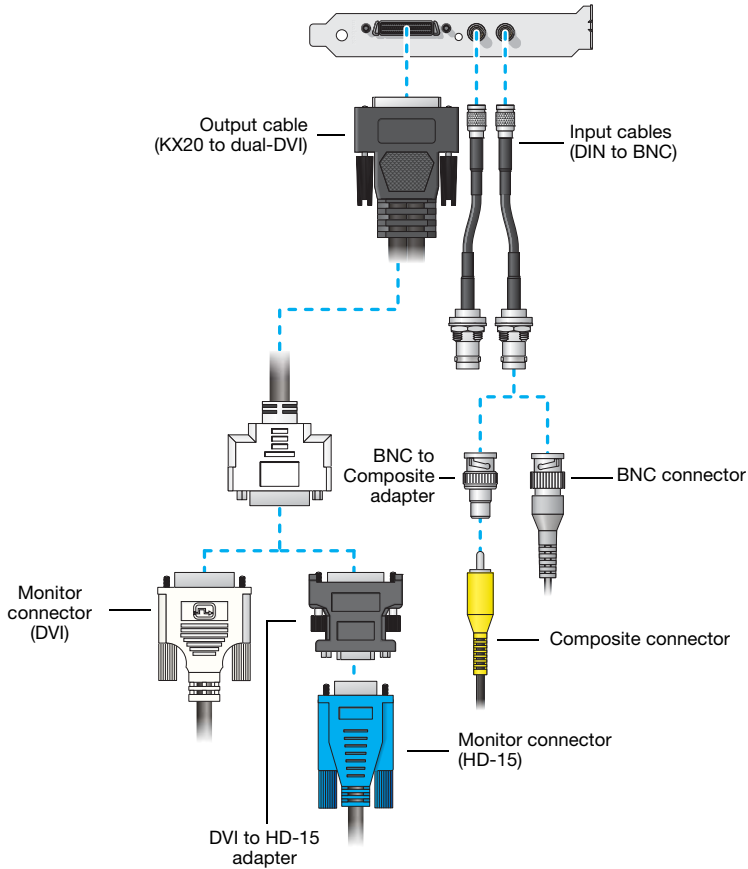 Output cable
(KX20 to dual-DVI)
Input cables
(DIN to BNC)
BNC to
Composite
adapter
BNC connector
Monitor
connector
(DVI)
Composite connector
Monitor connector
(HD-15)
DVI to HD-15
adapter